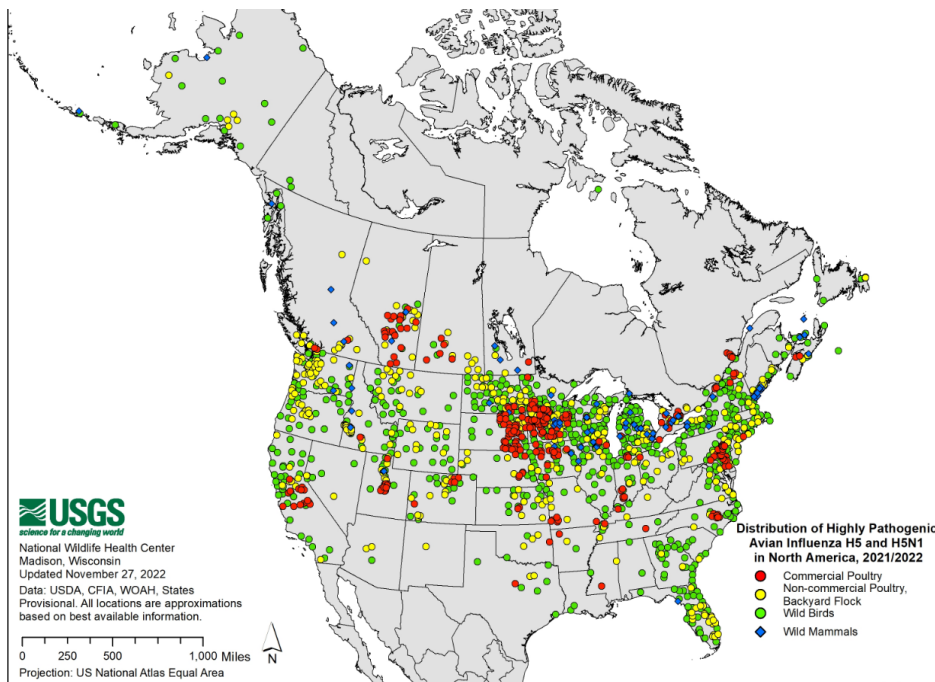 USGS
science for a changing world
National Wildlife Health Center
Madison, Wisconsin
Updated November 27, 2022
Data: USDA, CFIA, WOAH, States
Provisional. All locations are approximations
based on best available information.
0 250 500 1,000 Miles
N
Projection: US National Atlas Equal Area
Distribution of Highly Pathogenic
Avian Influenza H5 and H5N1
in North America, 2021/2022
Commercial Poultry
Non-commercial Poultry,
Backyard Flock
Wild Birds
Wild Mammals